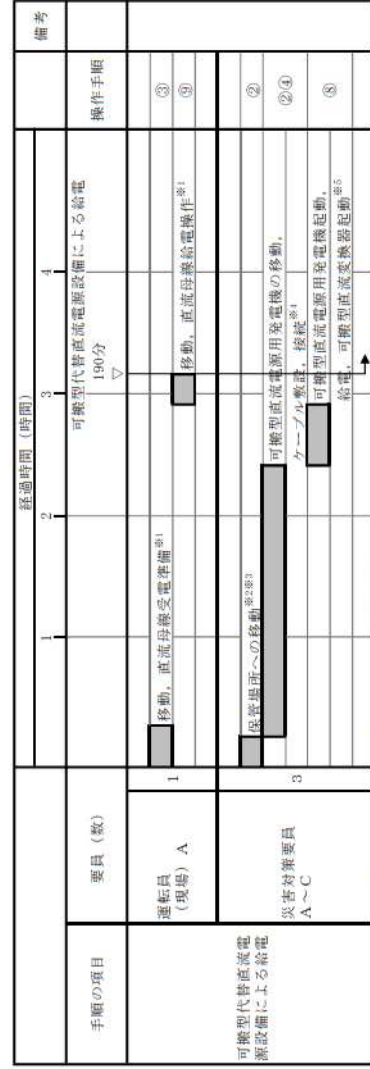 経過時間（時間）
備考
1
2
3
4
手順の項目
要員（数）
可搬型代替直流電源設備による給電
190分
▽
操作手順
可搬型代替直流電
源設備による給電
運転員
（現場）A
1
移動，直流母線受電準備※1
③
移動，直流母線給電操作※1
⑨
災害対策要員
A～C
3
保管場所への移動※2※3
②
可搬型直流電源用発電機の移動，
ケーブル敷設，接続※4
②④
可搬型直流電源用発電機起動，
給電，可搬型直流変換器起動※5
⑧